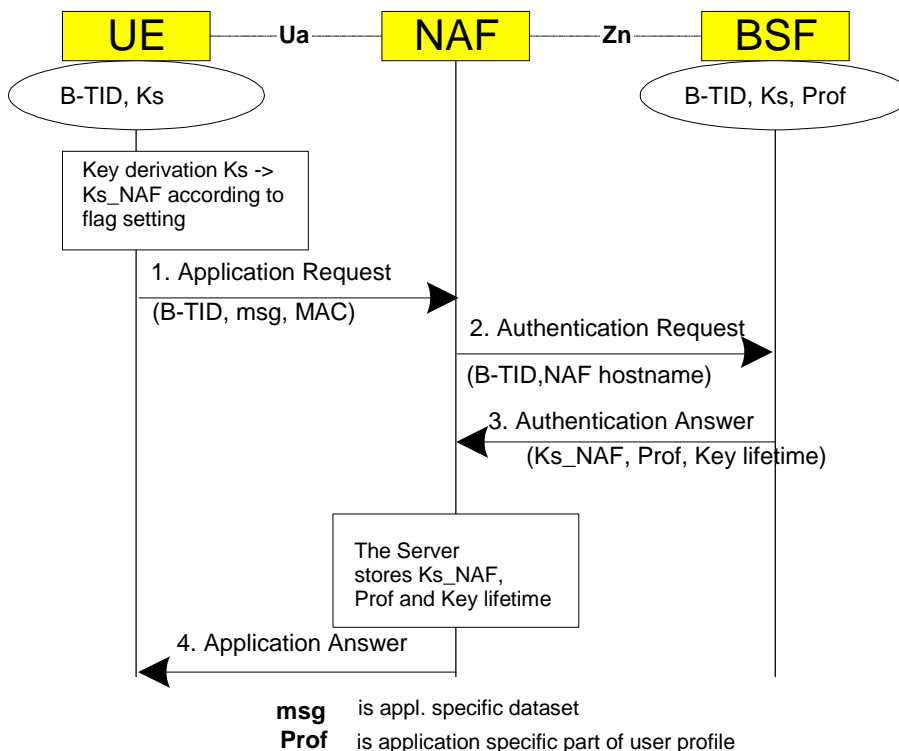 UE Ua NAF Zn BSF
B-TID, Ks
B-TID, Ks, Prof
Key derivation Ks ->
Ks_NAF according to
flag setting
1. Application Request
(B-TID, msg, MAC)
2. Authentication Request
(B-TID,NAF hostname)
3. Authentication Answer
(Ks_NAF, Prof, Key lifetime)
The Server
stores Ks_NAF,
Prof and Key lifetime
4. Application Answer
msg is appl. specific dataset
Prof is application specific part of user profile